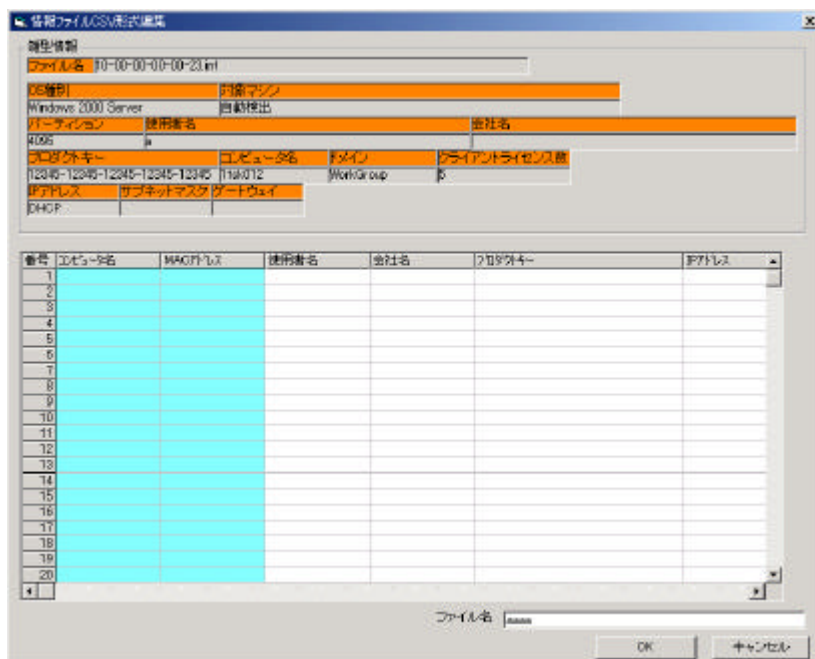 情報ファイルCSV形式編集
雛型情報
ファイル名 10-00-00-00-00-23.inf
OS種別 対象マシン
Windows 2000 Server 自動検出
パーティション 使用者名 会社名
4095 a
プロダクトキー コンピュータ名 ドメイン クライアントライセンス数
12345-12345-12345-12345-12345 WorkGroup 5
IPアドレス サブネットマスク ゲートウェイ
DHCP
番号 コンピュータ名 MACアドレス 使用者名 会社名 プロダクトキー IPアドレス
1
2
3
4
5
6
7
8
9
10
11
12
13
14
15
16
17
18
19
20
ファイル名 aaaa
OK キャンセル